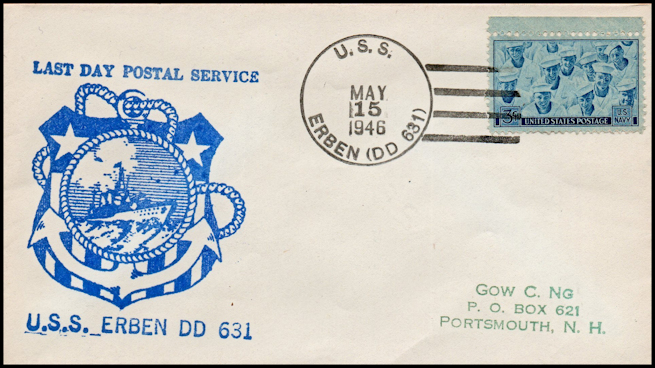 LAST DAY POSTAL SERVICE
U.S.S. ERBEN DD 631
U.S.S.
MAY
15
1946
ERBEN (DD 631)
3¢
UNITED STATES POSTAGE
U.S.
NAVY
GOW C. NG
P. O. BOX 621
PORTSMOUTH, N. H.